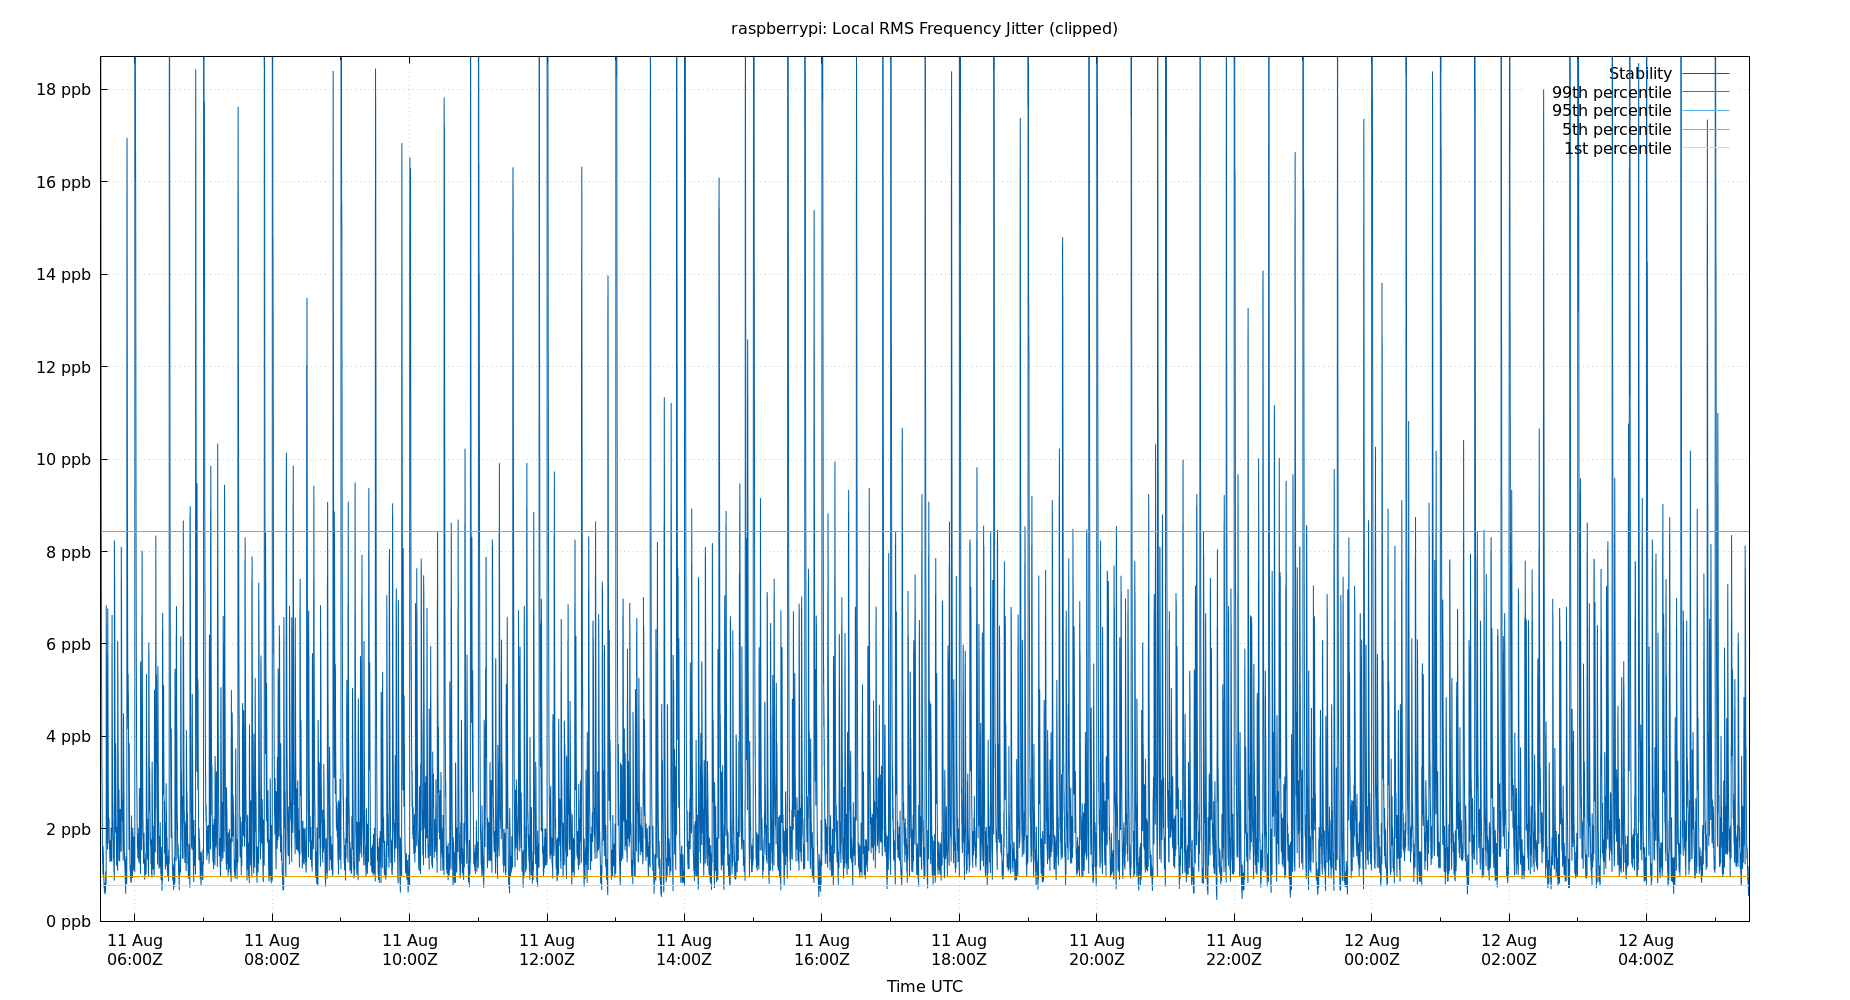 raspberrypi: Local RMS Frequency Jitter (clipped)
18 ppb
16 ppb
14 ppb
12 ppb
10 ppb
8 ppb
6 ppb
4 ppb
2 ppb
0 ppb
Stability
99th percentile
95th percentile
5th percentile
1st percentile
11 Aug
06:00Z
11 Aug
08:00Z
11 Aug
10:00Z
11 Aug
12:00Z
11 Aug
14:00Z
11 Aug
16:00Z
11 Aug
18:00Z
11 Aug
20:00Z
11 Aug
22:00Z
12 Aug
00:00Z
12 Aug
02:00Z
12 Aug
04:00Z
Time UTC